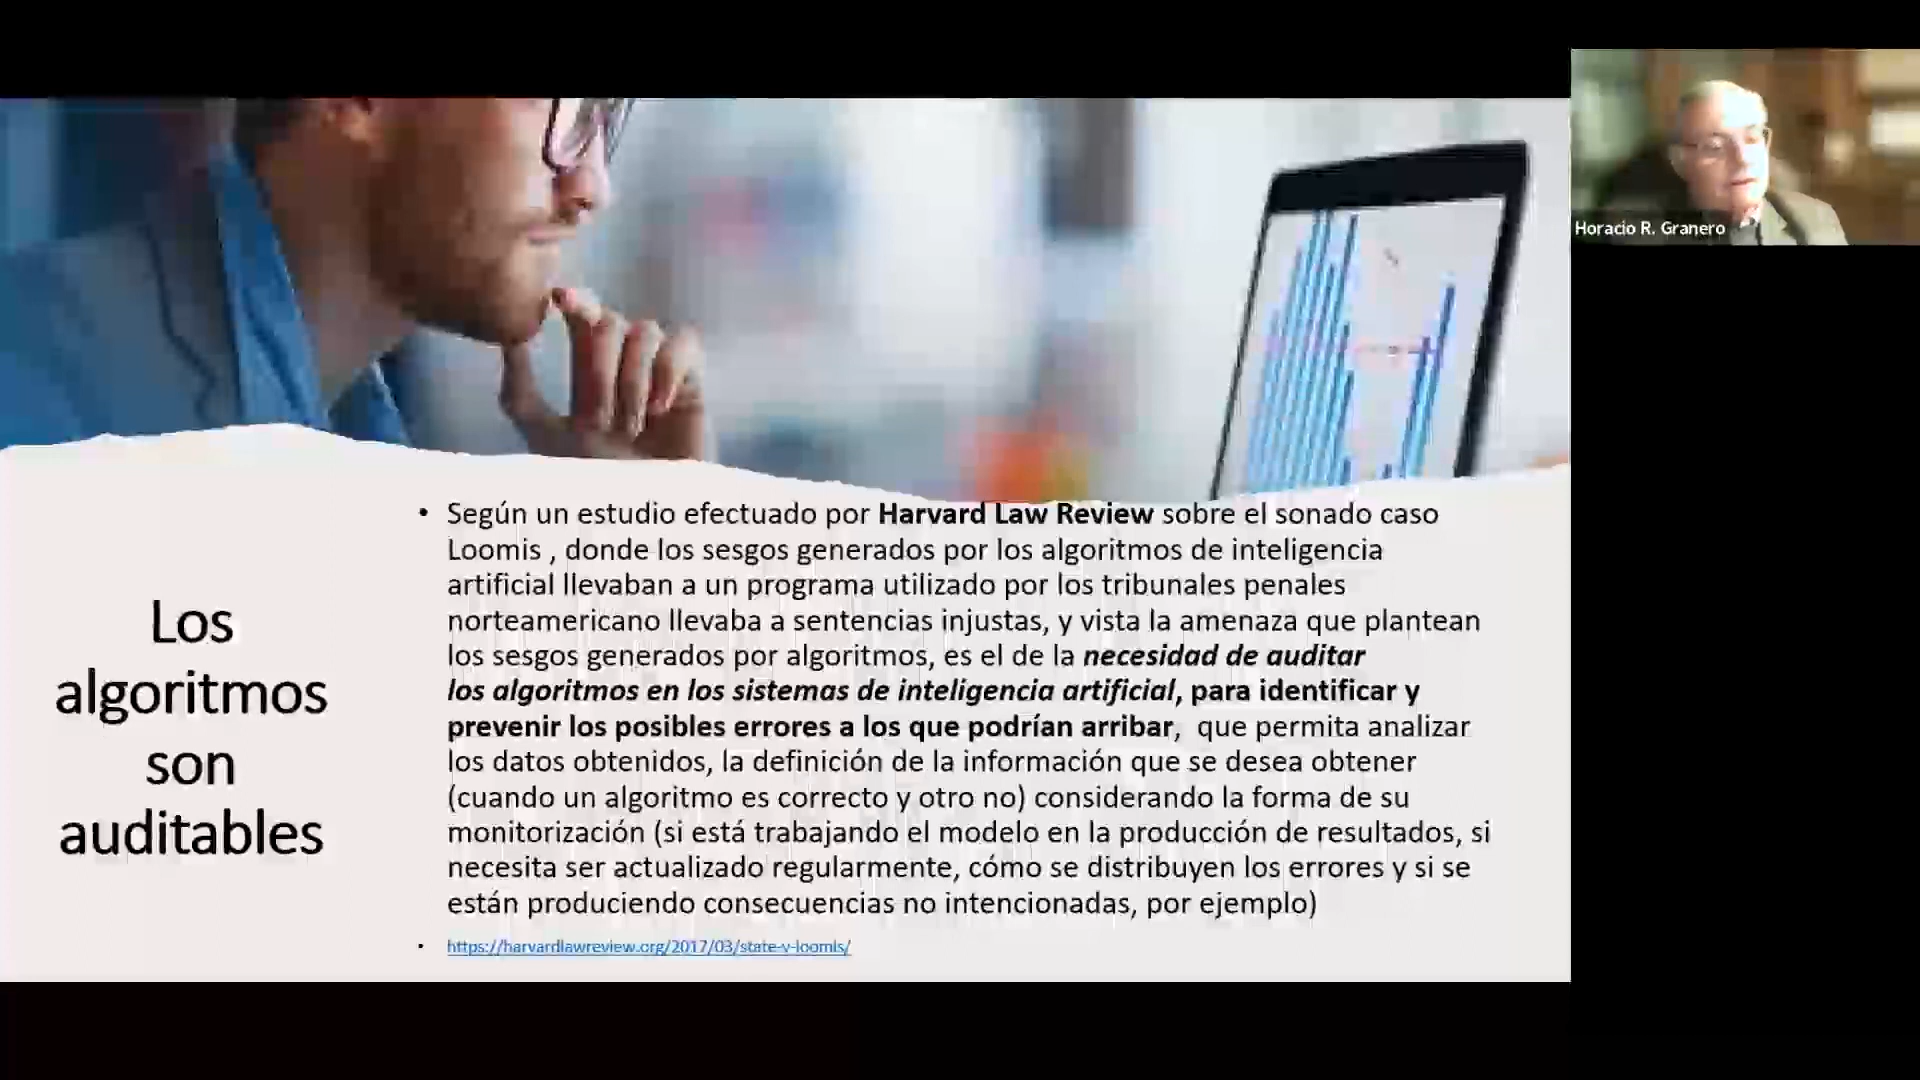 Horacio R. Granero
Los
algoritmos
son
auditables
• Según un estudio efectuado por Harvard Law Review sobre el sonado caso
Loomis , donde los sesgos generados por los algoritmos de inteligencia
artificial llevaban a un programa utilizado por los tribunales penales
norteamericano llevaba a sentencias injustas, y vista la amenaza que plantean
los sesgos generados por algoritmos, es el de la necesidad de auditar
los algoritmos en los sistemas de inteligencia artificial, para identificar y
prevenir los posibles errores a los que podrían arribar, que permita analizar
los datos obtenidos, la definición de la información que se desea obtener
(cuando un algoritmo es correcto y otro no) considerando la forma de su
monitorización (si está trabajando el modelo en la producción de resultados, si
necesita ser actualizado regularmente, cómo se distribuyen los errores y si se
están produciendo consecuencias no intencionadas, por ejemplo)
• https://harvardlawreview.org/2017/03/state-v-loomis/